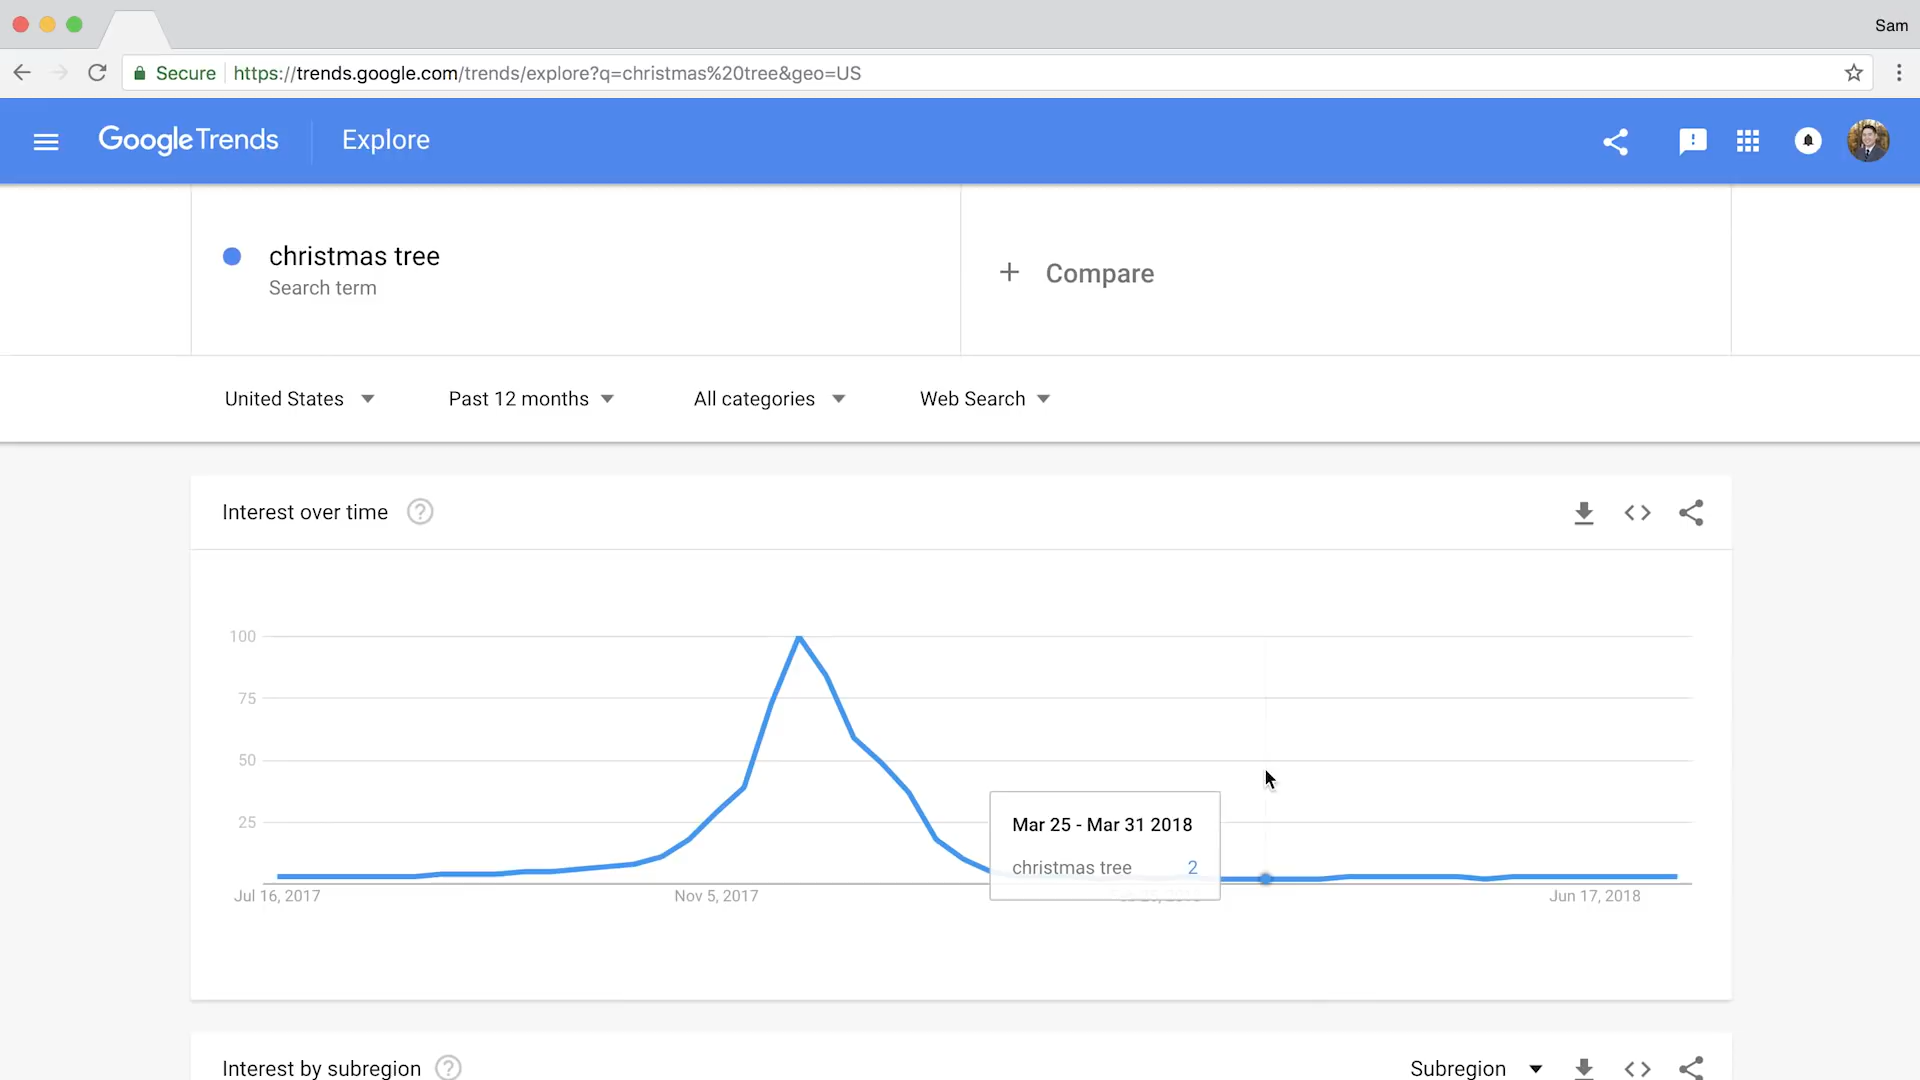 Sam
Secure https://trends.google.com/trends/explore?q=christmas%20tree&geo=US
Google Trends Explore
christmas tree
Search term
+ Compare
United States Past 12 months All categories Web Search
Interest over time ?
100
75
50
25
Mar 25 - Mar 31 2018
christmas tree 2
Jul 16, 2017 Nov 5, 2017 Jun 17, 2018
Interest by subregion ? Subregion